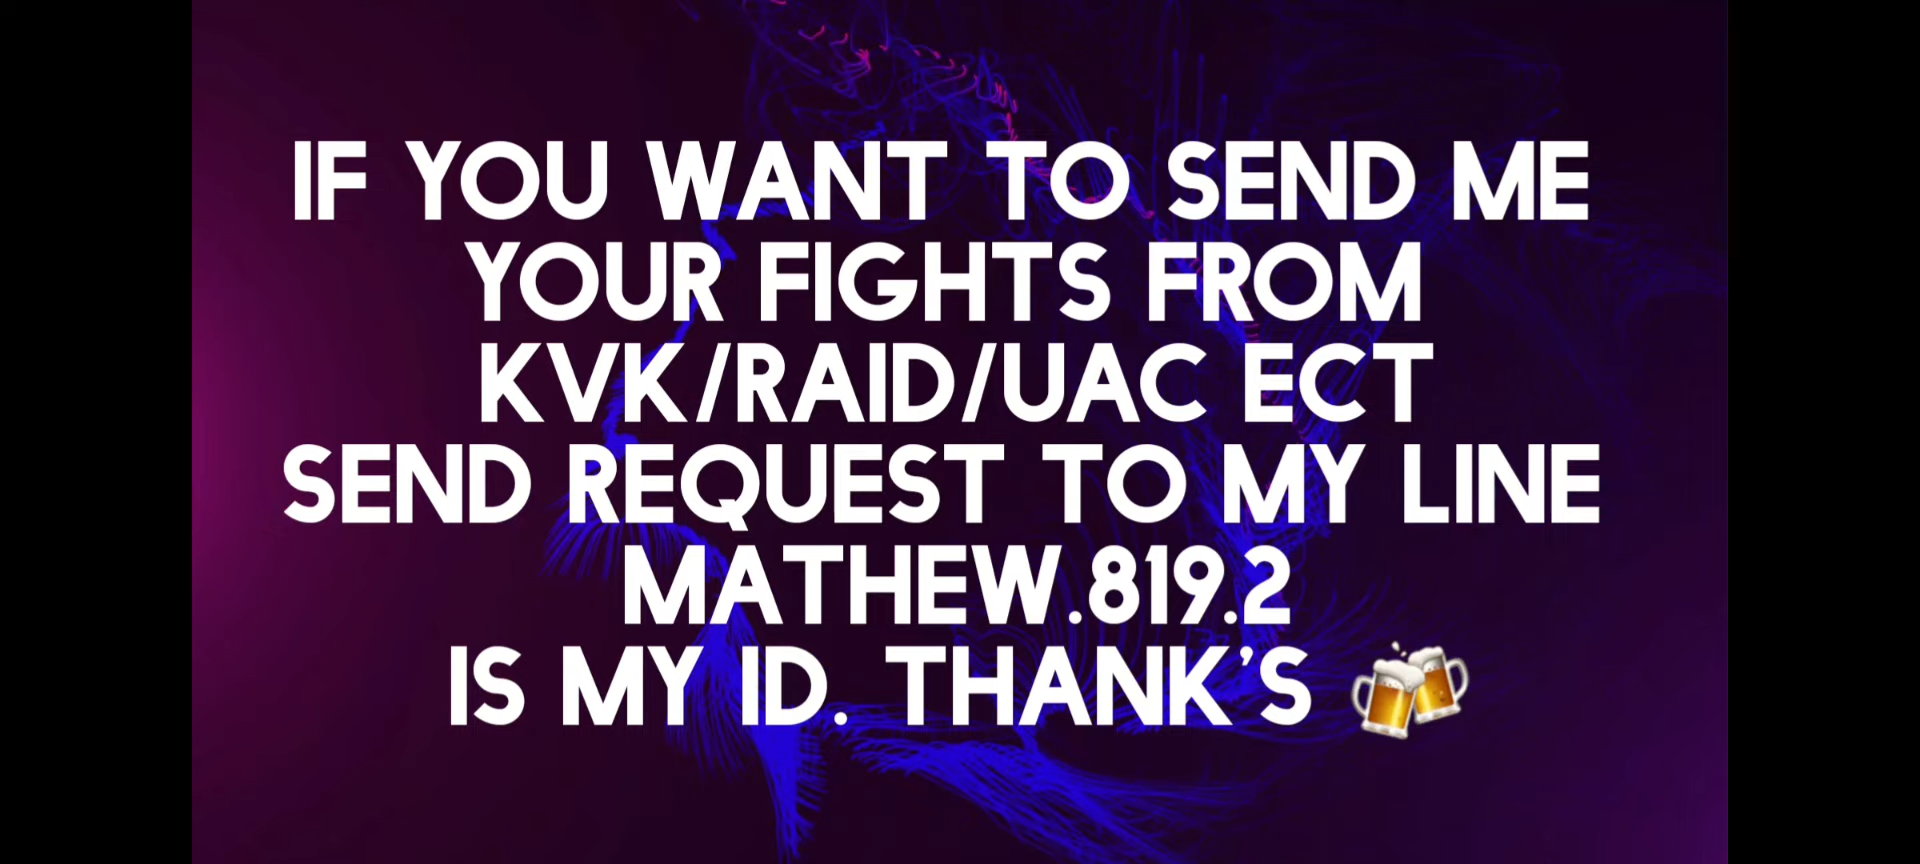 IF YOU WANT TO SEND ME
YOUR FIGHTS FROM
KVK/RAID/UAC ECT
SEND REQUEST TO MY LINE
MATHEW.819.2
IS MY ID. THANK'S 🍻